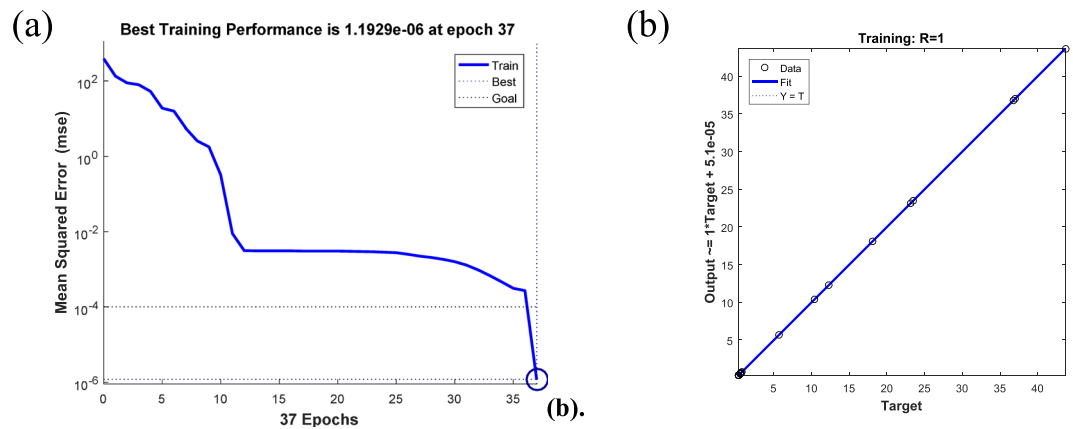 (a)
Best Training Performance is 1.1929e-06 at epoch 37
Train
Best
Goal
10^2
10^0
10^-2
10^-4
10^-6
Mean Squared Error (mse)
0 5 10 15 20 25 30 35
37 Epochs
(b).
(b)
Training: R=1
Data
Fit
Y = T
40
35
30
25
20
15
10
5
Output ~= 1*Target + 5.1e-05
5 10 15 20 25 30 35 40
Target